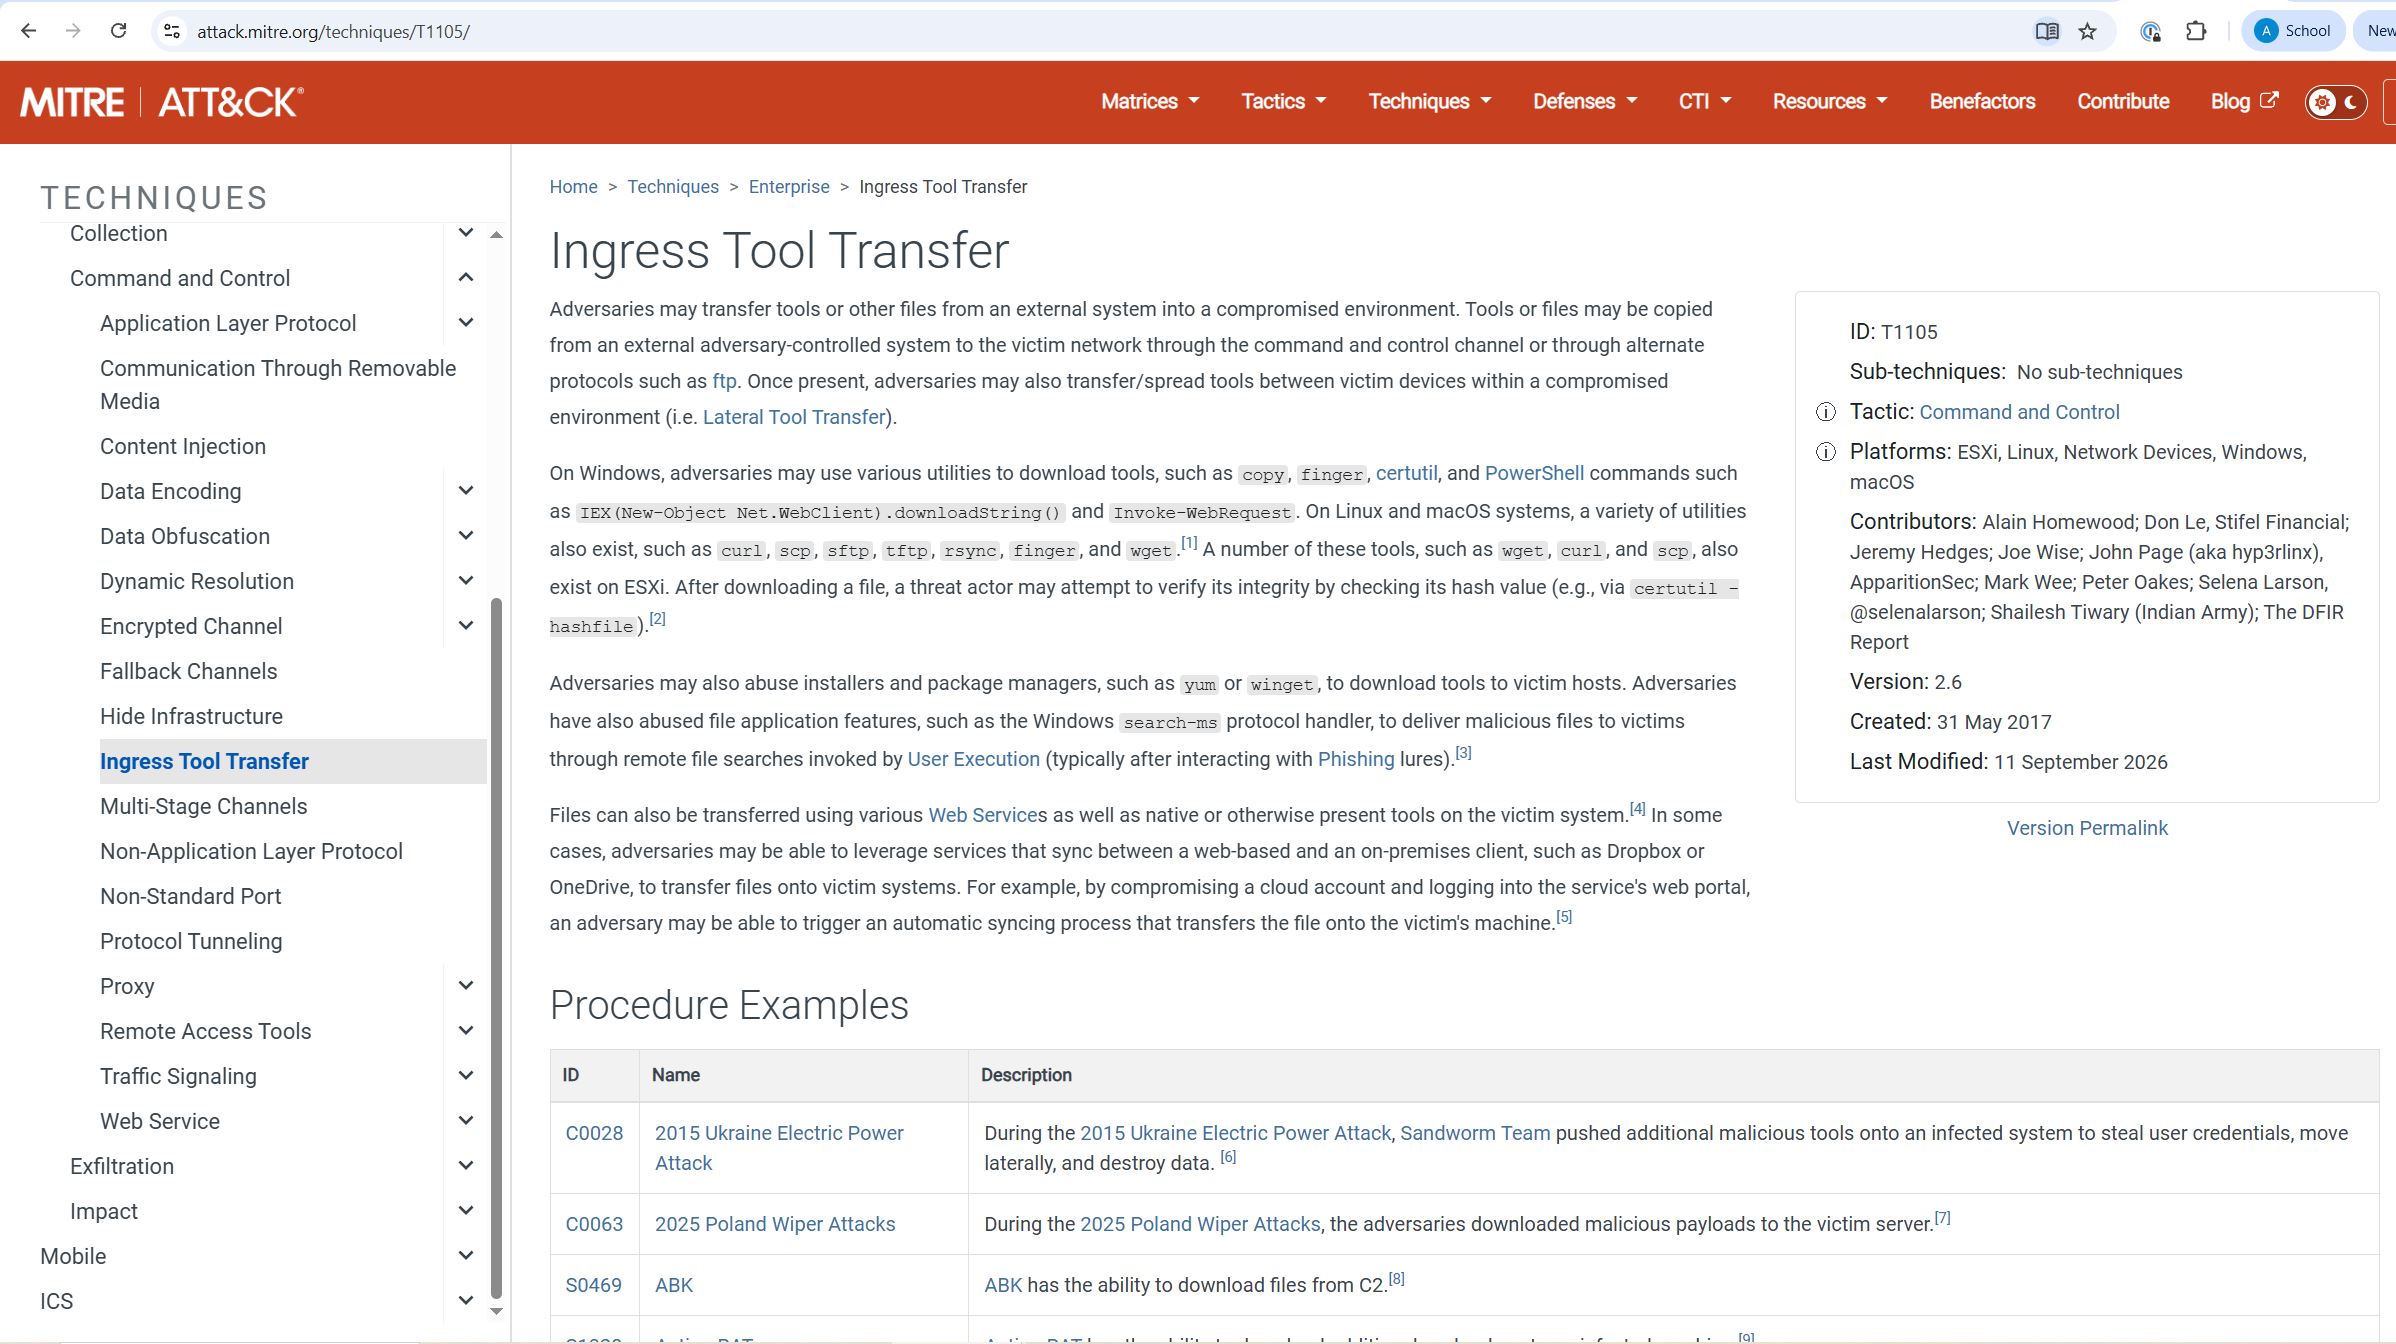 attack.mitre.org/techniques/T1105/
A School
New
MITRE | ATT&CK®
Matrices
Tactics
Techniques
Defenses
CTI
Resources
Benefactors
Contribute
Blog
TECHNIQUES
Collection
Command and Control
Application Layer Protocol
Communication Through Removable
Media
Content Injection
Data Encoding
Data Obfuscation
Dynamic Resolution
Encrypted Channel
Fallback Channels
Hide Infrastructure
Ingress Tool Transfer
Multi-Stage Channels
Non-Application Layer Protocol
Non-Standard Port
Protocol Tunneling
Proxy
Remote Access Tools
Traffic Signaling
Web Service
Exfiltration
Impact
Mobile
ICS
Home > Techniques > Enterprise > Ingress Tool Transfer
Ingress Tool Transfer
Adversaries may transfer tools or other files from an external system into a compromised environment. Tools or files may be copied
from an external adversary-controlled system to the victim network through the command and control channel or through alternate
protocols such as ftp. Once present, adversaries may also transfer/spread tools between victim devices within a compromised
environment (i.e. Lateral Tool Transfer).
On Windows, adversaries may use various utilities to download tools, such as copy, finger, certutil, and PowerShell commands such
as IEX(New-Object Net.WebClient).downloadString() and Invoke-WebRequest. On Linux and macOS systems, a variety of utilities
also exist, such as curl, scp, sftp, tftp, rsync, finger, and wget.[1] A number of these tools, such as wget, curl, and scp, also
exist on ESXi. After downloading a file, a threat actor may attempt to verify its integrity by checking its hash value (e.g., via certutil -
hashfile).[2]
Adversaries may also abuse installers and package managers, such as yum or winget, to download tools to victim hosts. Adversaries
have also abused file application features, such as the Windows search-ms protocol handler, to deliver malicious files to victims
through remote file searches invoked by User Execution (typically after interacting with Phishing lures).[3]
Files can also be transferred using various Web Services as well as native or otherwise present tools on the victim system.[4] In some
cases, adversaries may be able to leverage services that sync between a web-based and an on-premises client, such as Dropbox or
OneDrive, to transfer files onto victim systems. For example, by compromising a cloud account and logging into the service's web portal,
an adversary may be able to trigger an automatic syncing process that transfers the file onto the victim's machine.[5]
ID: T1105
Sub-techniques: No sub-techniques
Tactic: Command and Control
Platforms: ESXi, Linux, Network Devices, Windows,
macOS
Contributors: Alain Homewood; Don Le, Stifel Financial;
Jeremy Hedges; Joe Wise; John Page (aka hyp3rlinx),
ApparitionSec; Mark Wee; Peter Oakes; Selena Larson,
@selenalarson; Shailesh Tiwary (Indian Army); The DFIR
Report
Version: 2.6
Created: 31 May 2017
Last Modified: 11 September 2026
Version Permalink
Procedure Examples
ID Name Description
C0028 2015 Ukraine Electric Power During the 2015 Ukraine Electric Power Attack, Sandworm Team pushed additional malicious tools onto an infected system to steal user credentials, move
Attack laterally, and destroy data. [6]
C0063 2025 Poland Wiper Attacks During the 2025 Poland Wiper Attacks, the adversaries downloaded malicious payloads to the victim server.[7]
S0469 ABK ABK has the ability to download files from C2.[8]
[9]